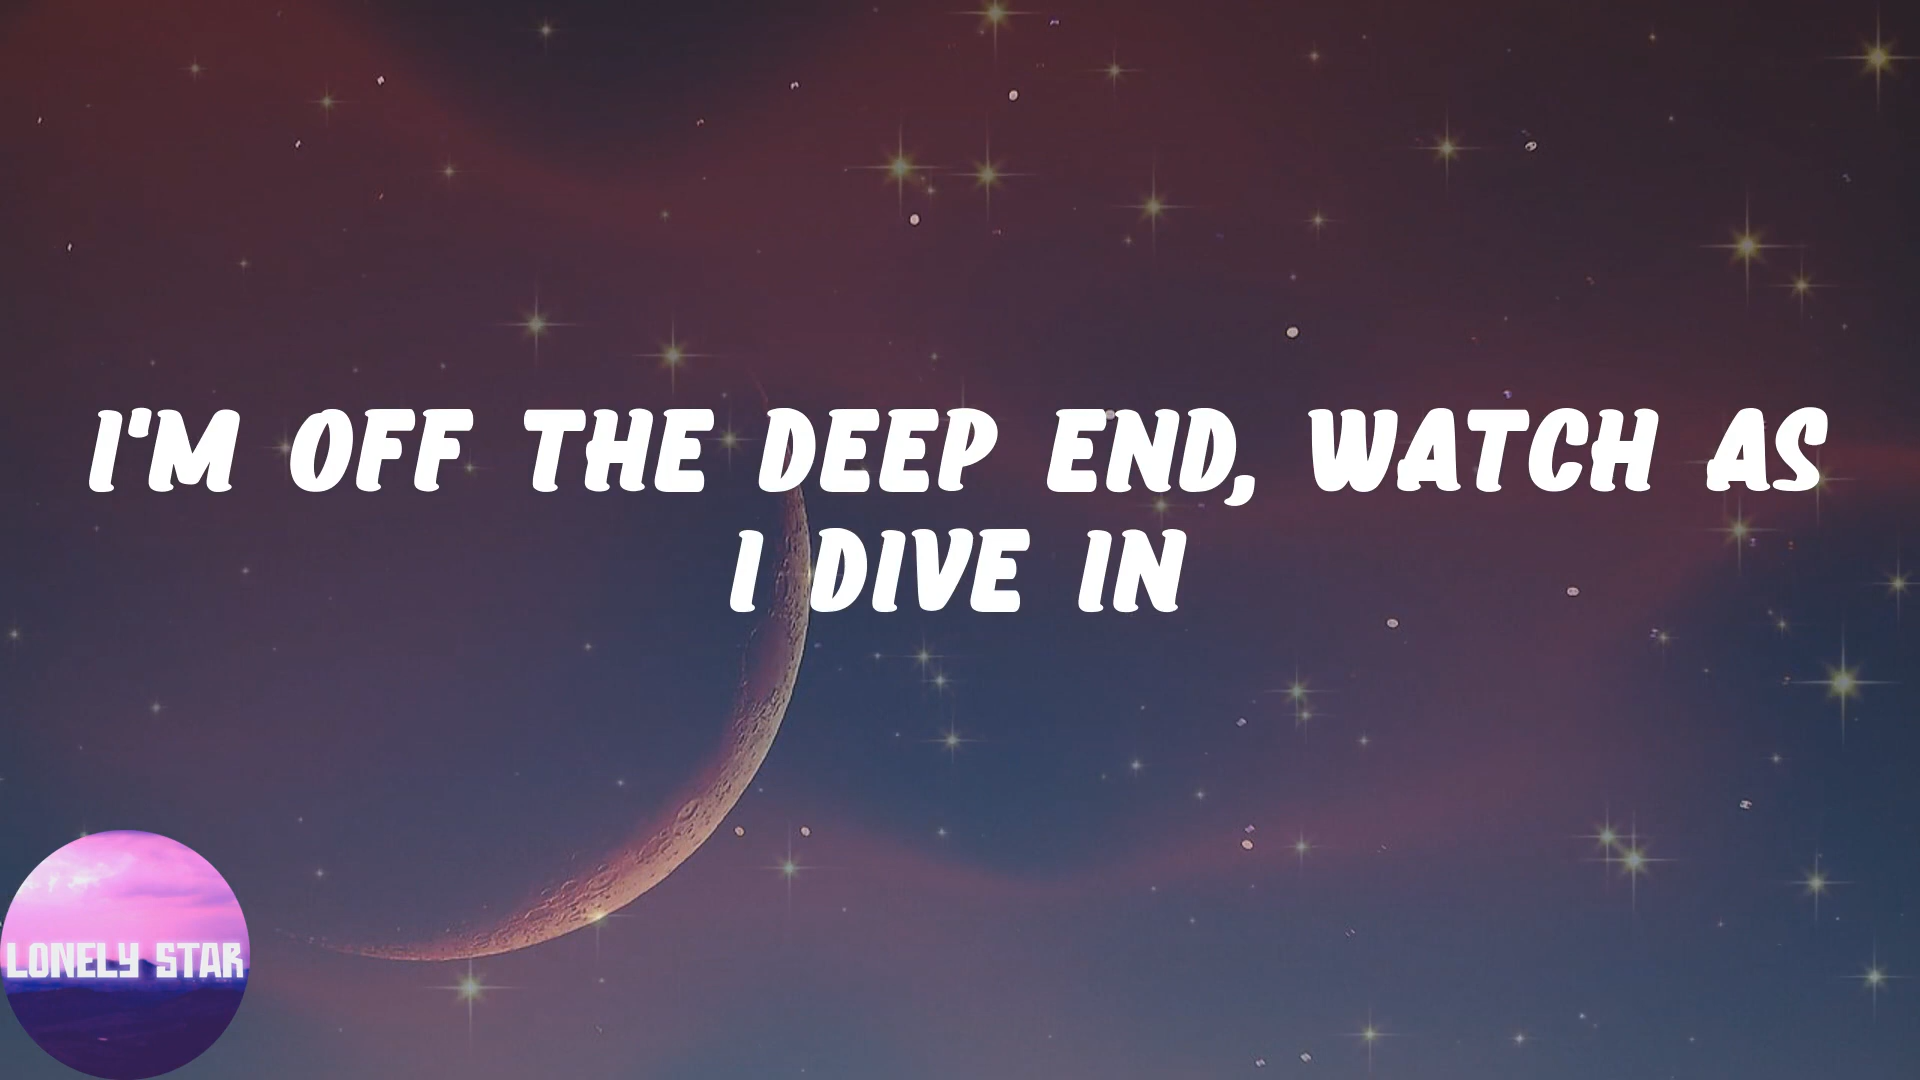 I'M OFF THE DEEP END, WATCH AS
I DIVE IN
LONELY STAR